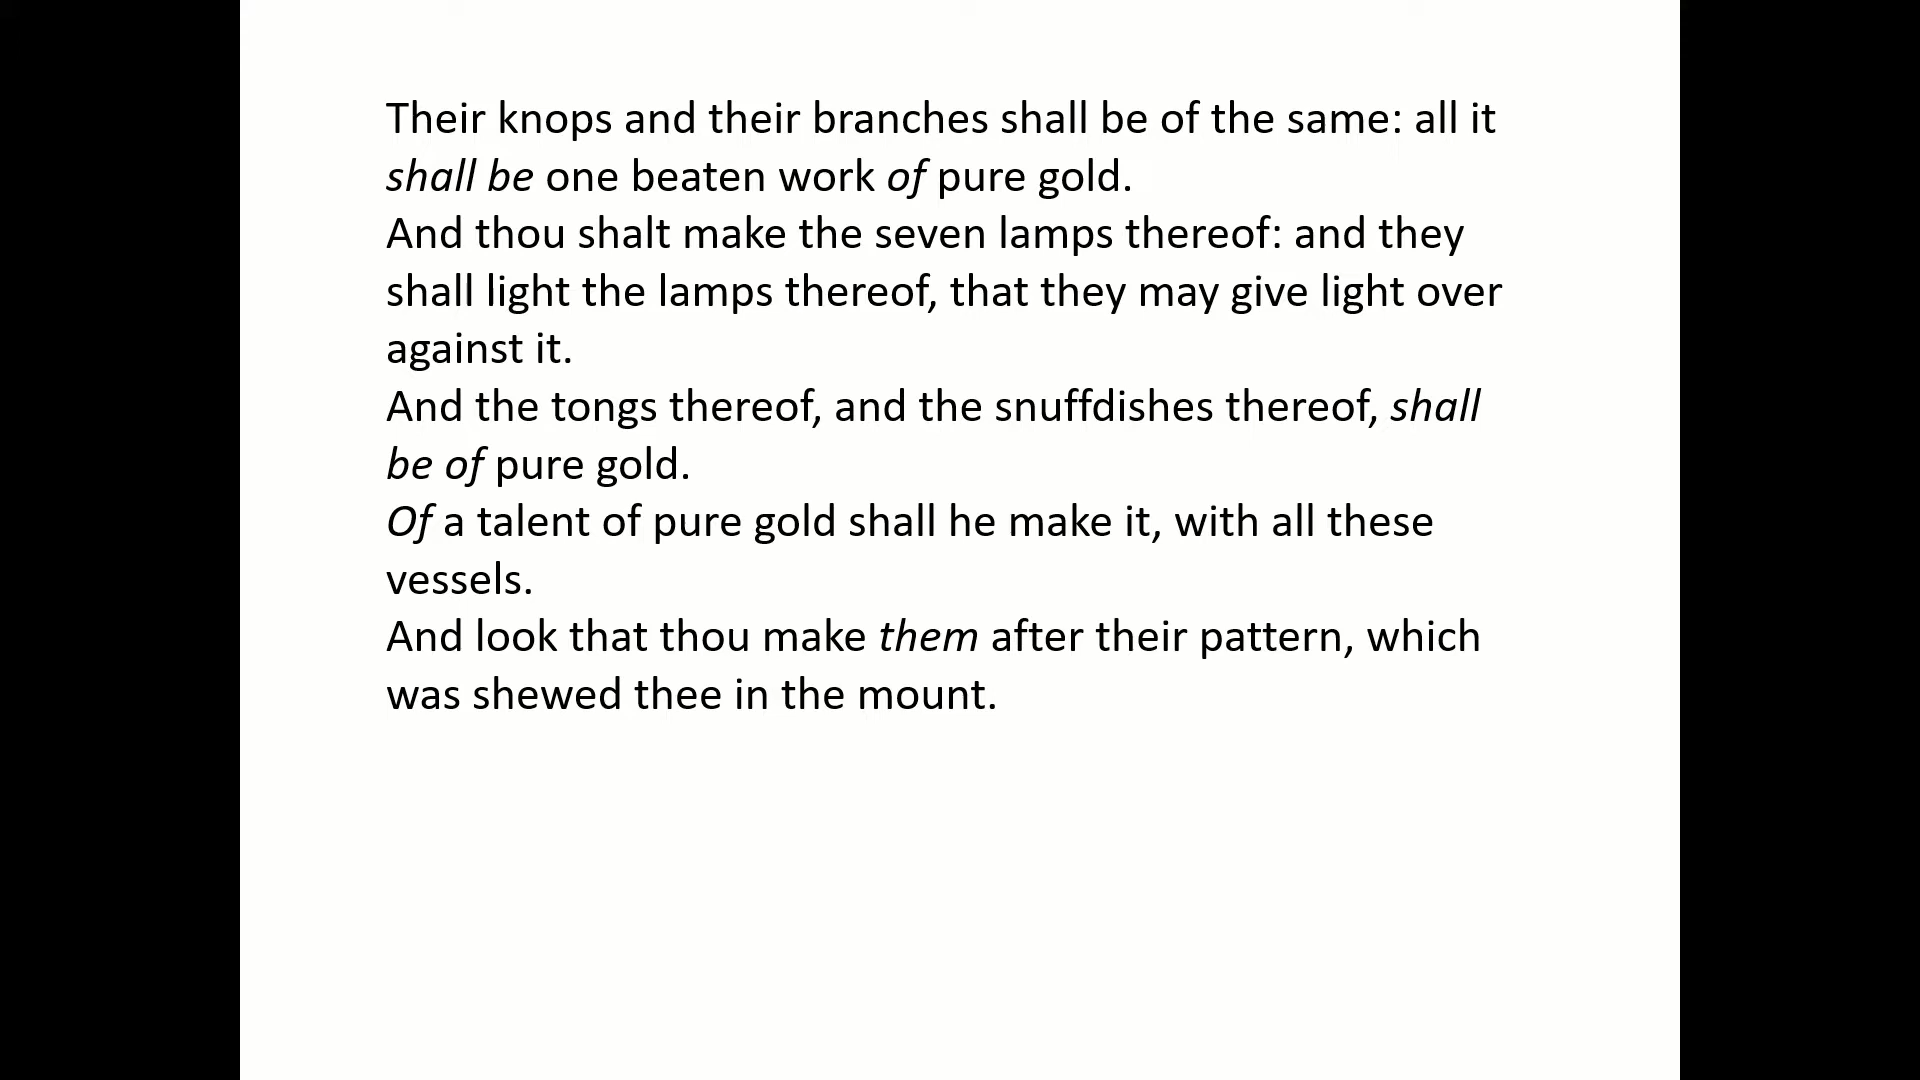 Their knops and their branches shall be of the same: all it
shall be one beaten work of pure gold.
And thou shalt make the seven lamps thereof: and they
shall light the lamps thereof, that they may give light over
against it.
And the tongs thereof, and the snuffdishes thereof, shall
be of pure gold.
Of a talent of pure gold shall he make it, with all these
vessels.
And look that thou make them after their pattern, which
was shewed thee in the mount.